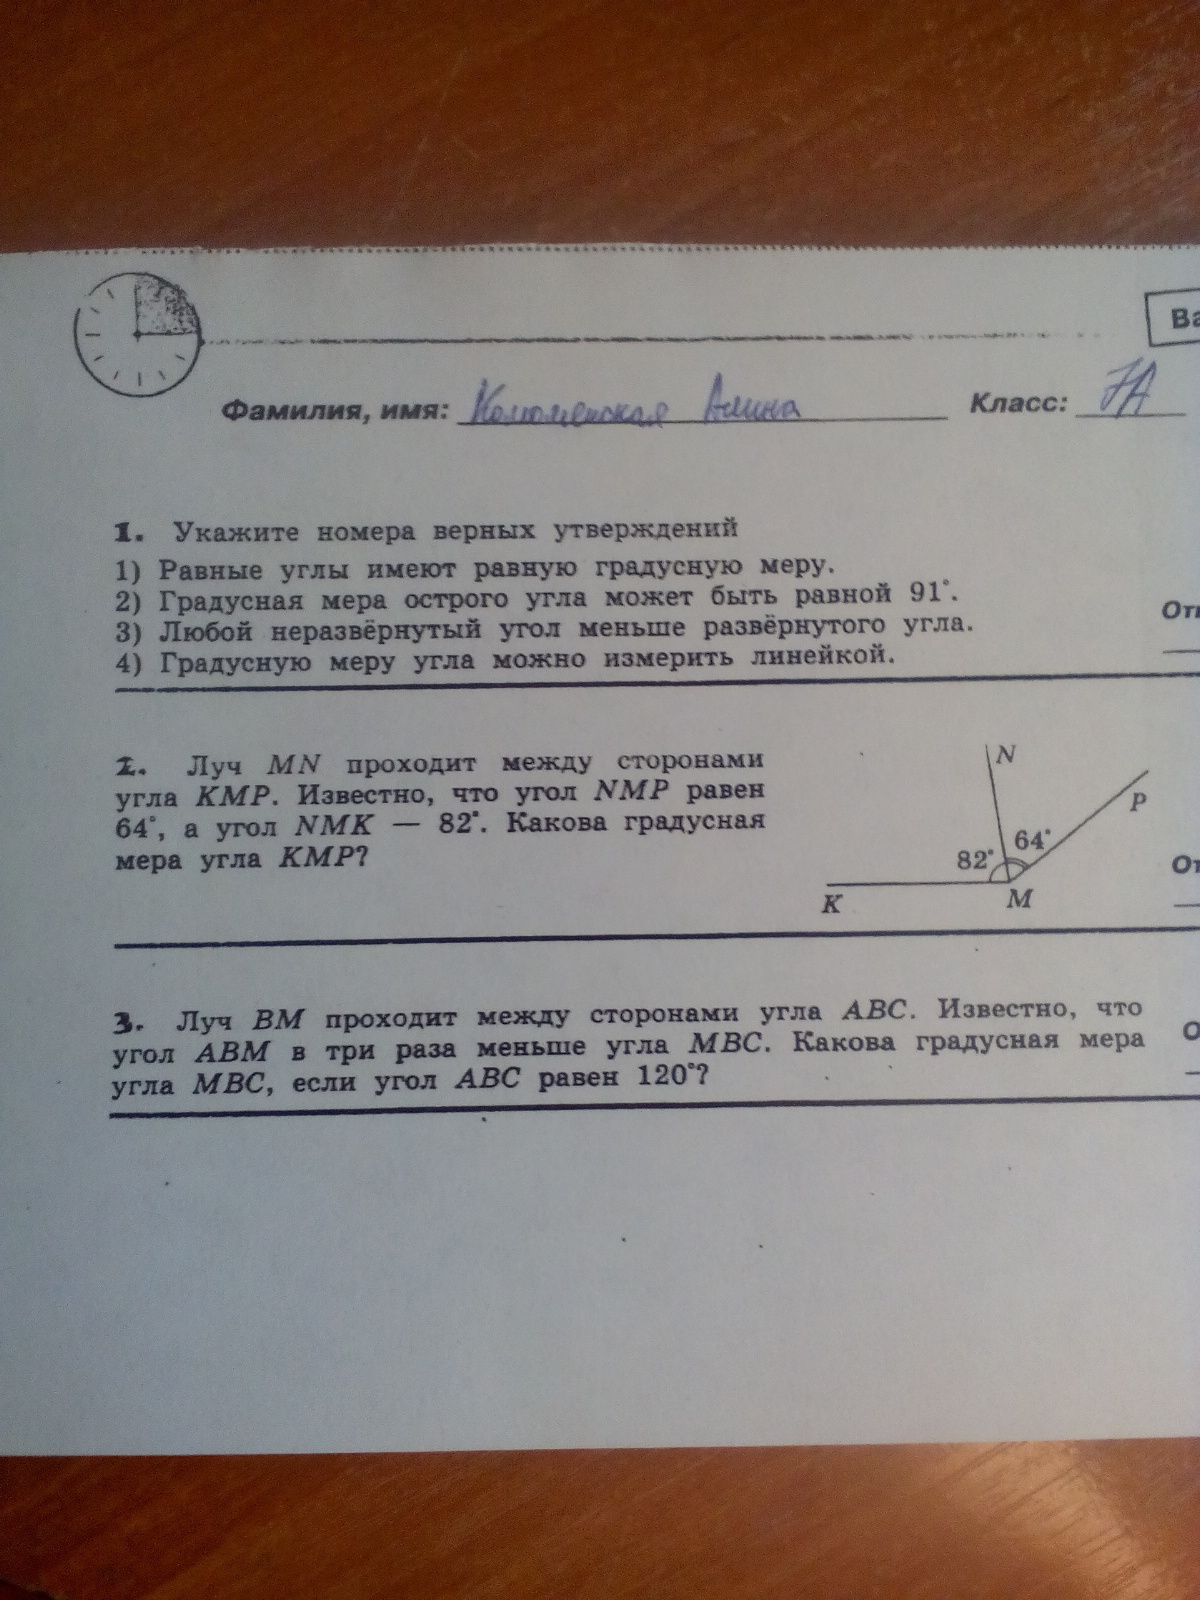 Ва
Фамилия, имя: Алина Класс: 7А
1. Укажите номера верных утверждений
1) Равные углы имеют равную градусную меру.
2) Градусная мера острого угла может быть равной 91°.
3) Любой неразвёрнутый угол меньше развёрнутого угла.
4) Градусную меру угла можно измерить линейкой.
От
2. Луч MN проходит между сторонами
угла KMP. Известно, что угол NMP равен
64°, а угол NMK — 82°. Какова градусная
мера угла KMP?
N
P
64°
82°
K
M
От
3. Луч BM проходит между сторонами угла ABC. Известно, что
угол ABM в три раза меньше угла MBC. Какова градусная мера
угла MBC, если угол ABC равен 120°?
О